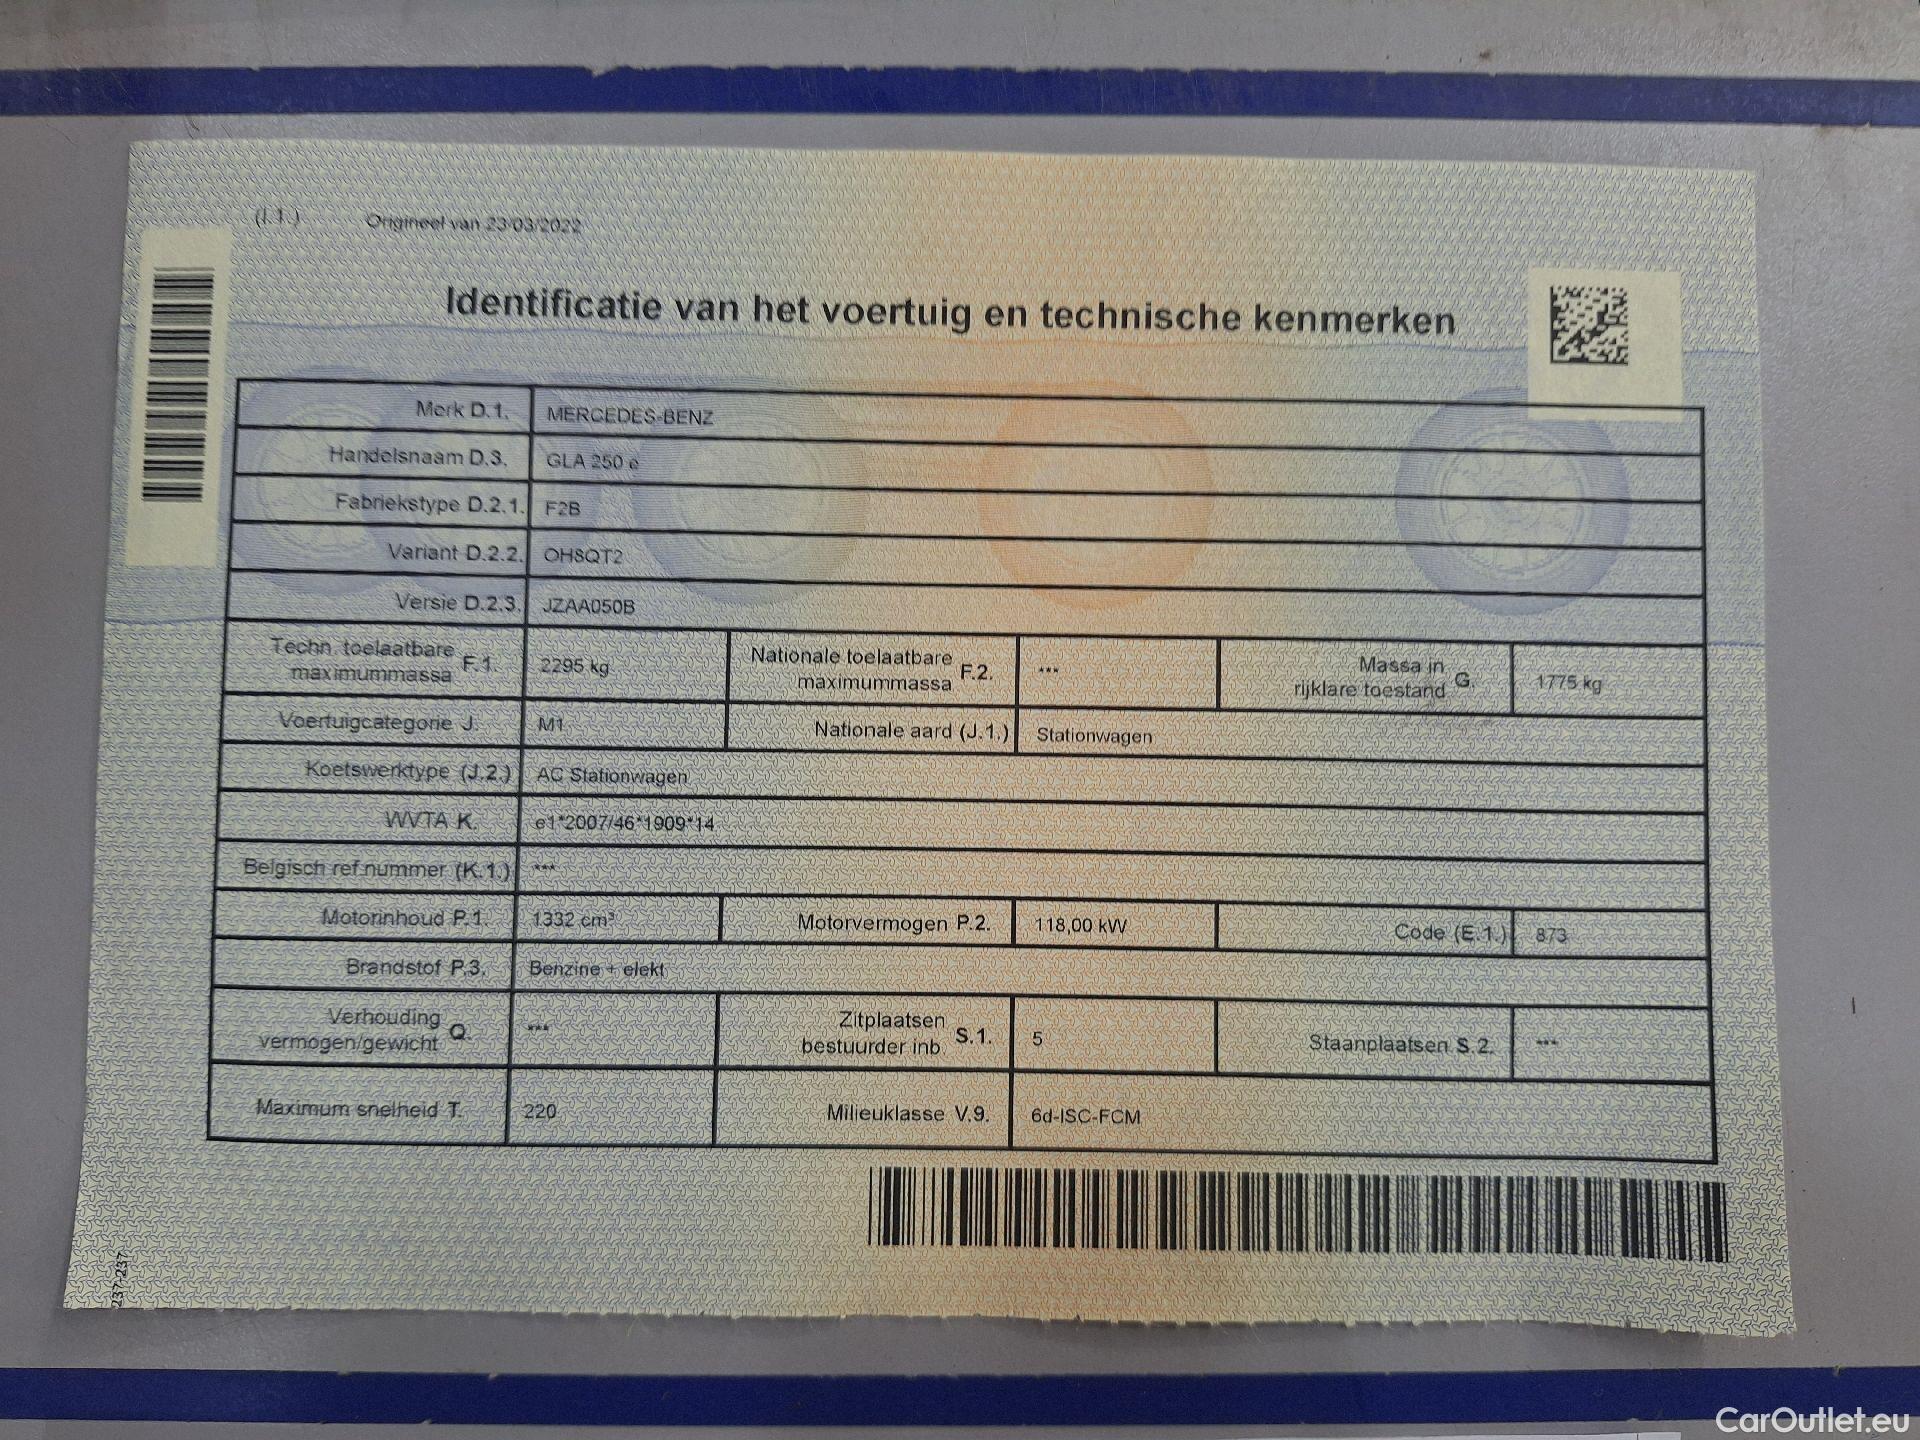 (I.1.) Origineel van 23/03/2022
Identificatie van het voertuig en technische kenmerken
Merk D.1. MERCEDES-BENZ
Handelsnaam D.3. GLA 250 e
Fabriekstype D.2.1. F2B
Variant D.2.2. OH8QT2
Versie D.2.3. JZAA050B
Techn. toelaatbare
maximummassa F.1. 2295 kg
Nationale toelaatbare
maximummassa F.2. ***
Massa in
rijklare toestand G. 1775 kg
Voertuigcategorie J. M1 Nationale aard (J.1.) Stationwagen
Koetswerktype (J.2.) AC Stationwagen
WVTA K. e1*2007/46*1909*14
Belgisch ref.nummer (K.1.) ***
Motorinhoud P.1. 1332 cm³ Motorvermogen P.2. 118,00 kW Code (E.1.) 873
Brandstof P.3. Benzine + elekt
Verhouding
vermogen/gewicht Q. ***
Zitplaatsen
bestuurder inb. S.1. 5
Staanplaatsen S.2. ***
Maximum snelheid T. 220 Milieuklasse V.9. 6d-ISC-FCM
237-237
CarOutlet.eu